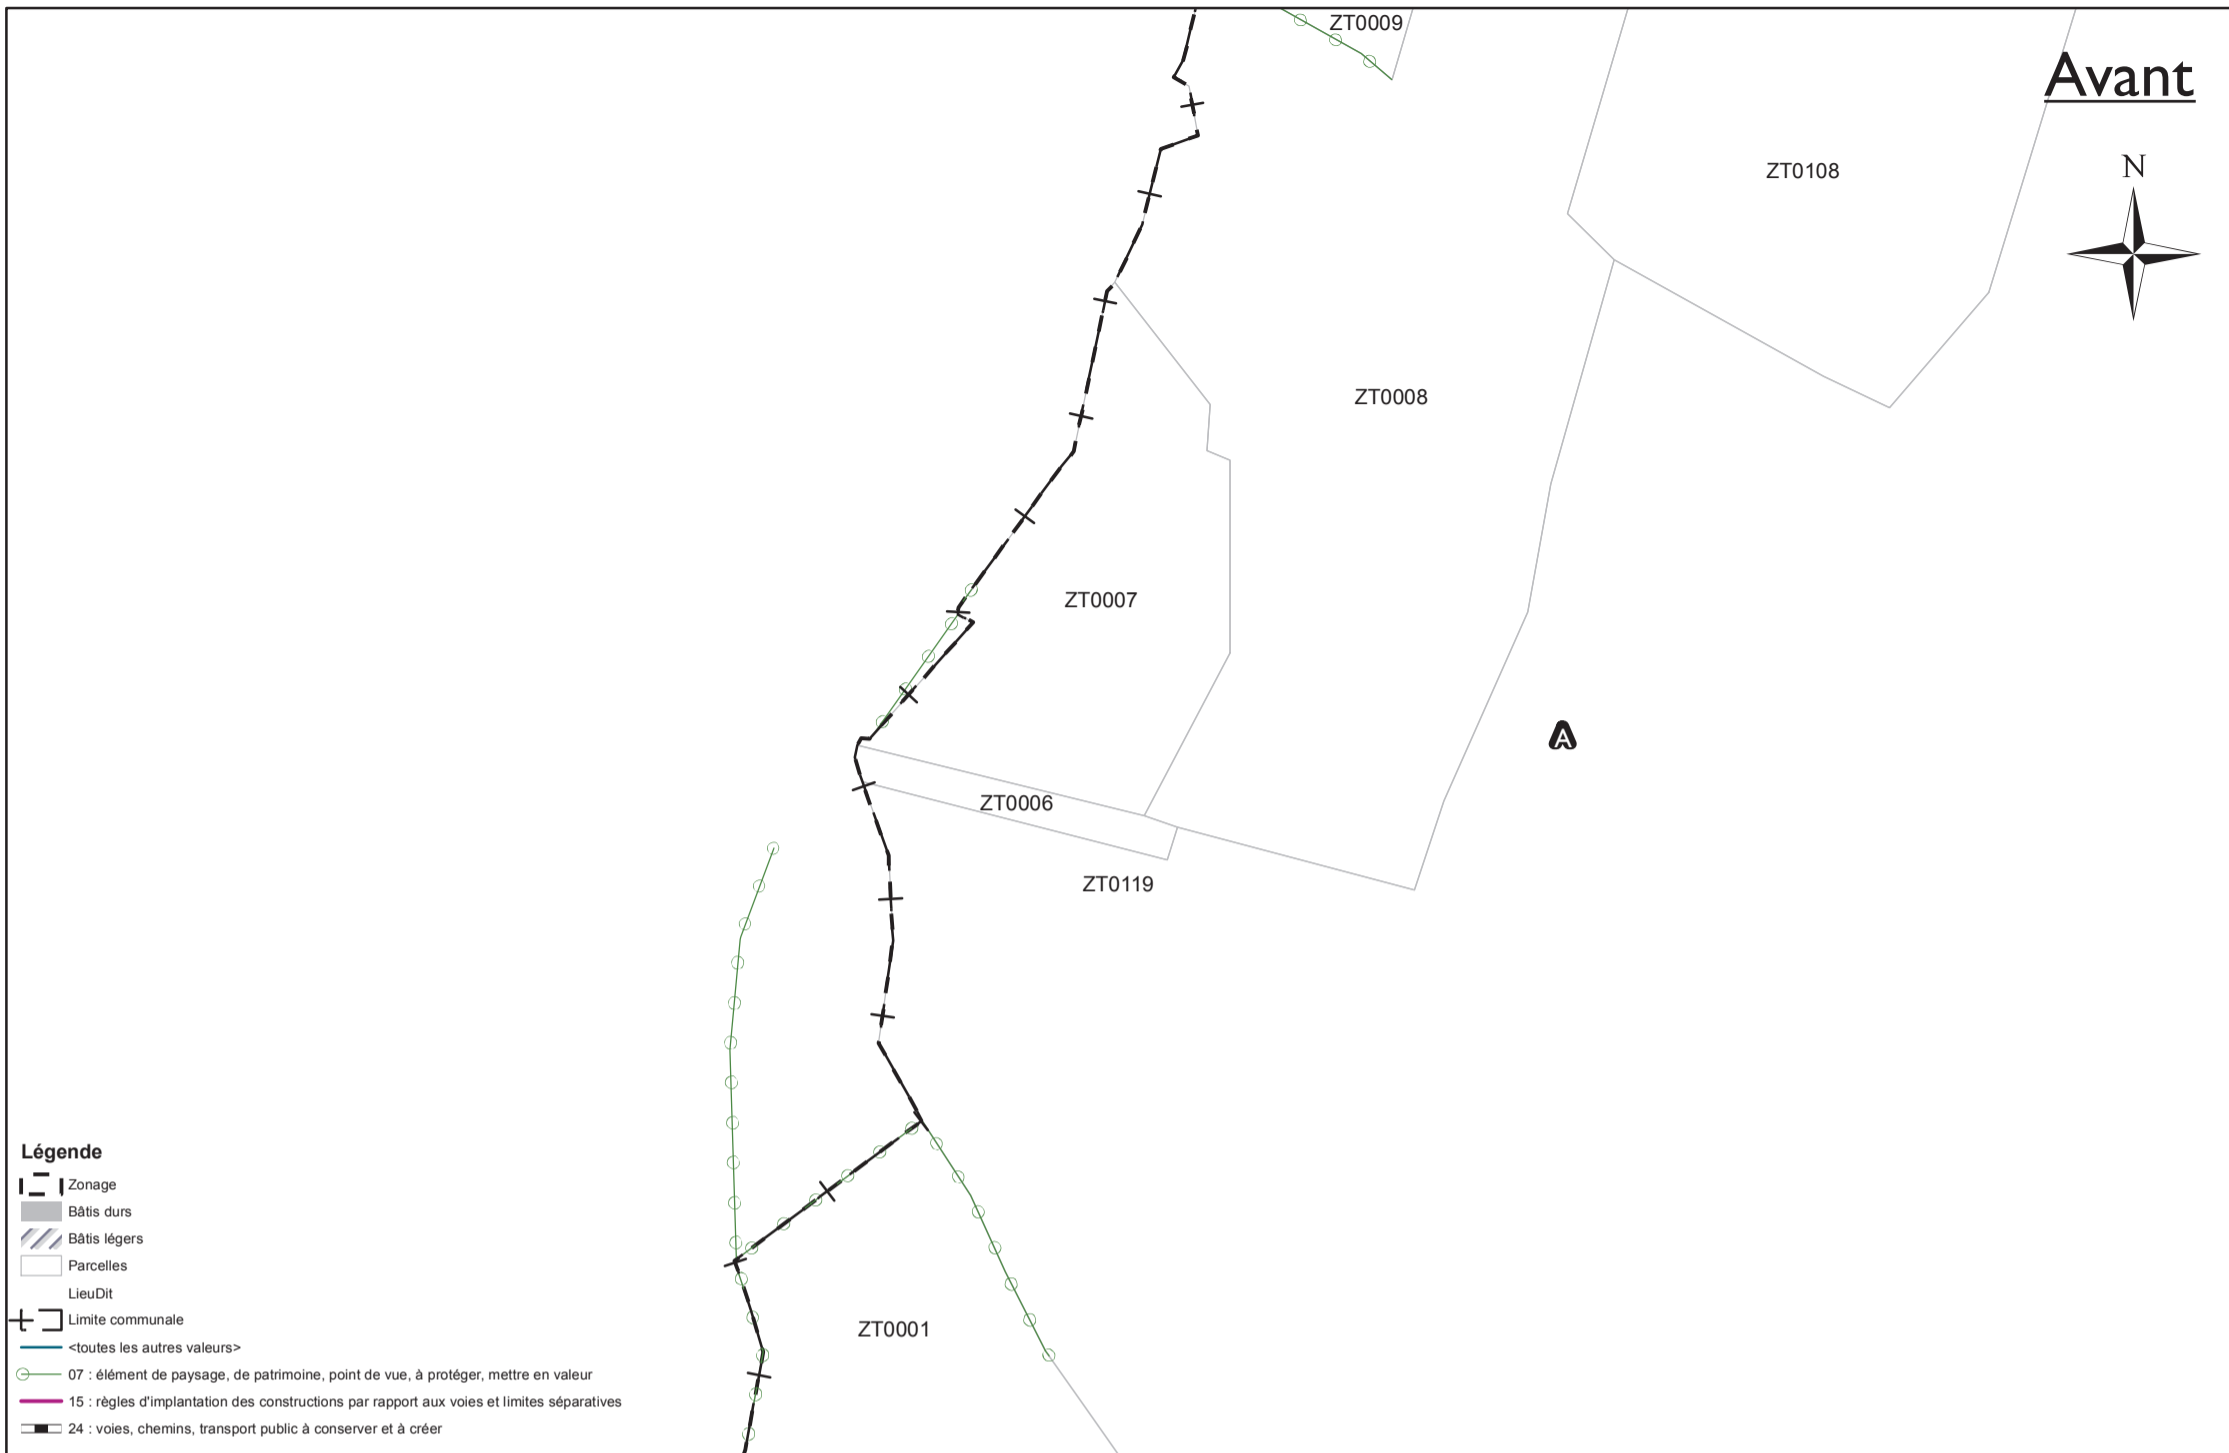 ZT0009
Avant
ZT0108
N
ZT0008
ZT0007
A
ZT0006
ZT0119
ZT0001
Légende
Zonage
Bâtis durs
Bâtis légers
Parcelles
LieuDit
Limite communale
<toutes les autres valeurs>
07 : élément de paysage, de patrimoine, point de vue, à protéger, mettre en valeur
15 : règles d'implantation des constructions par rapport aux voies et limites séparatives
24 : voies, chemins, transport public à conserver et à créer